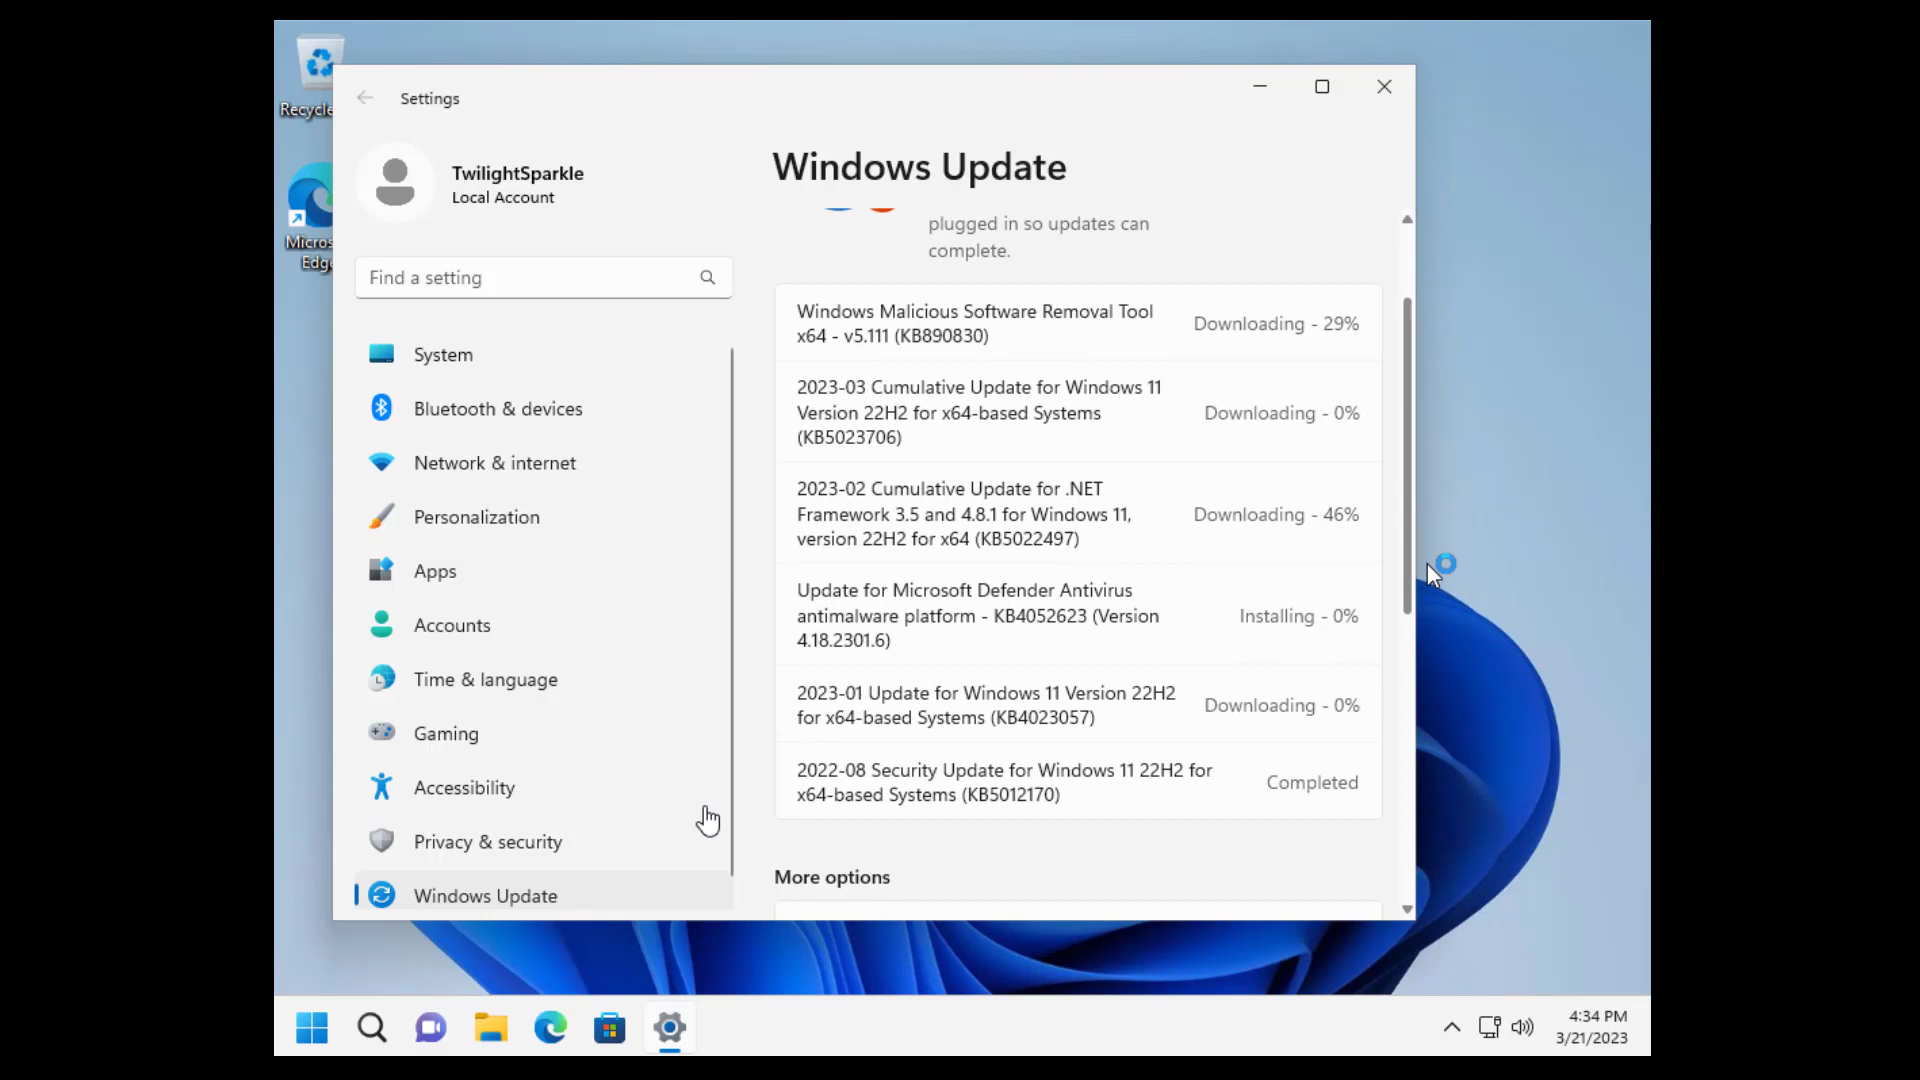 Recycle
Micros
Edg
Settings
TwilightSparkle
Local Account
Find a setting
System
Bluetooth & devices
Network & internet
Personalization
Apps
Accounts
Time & language
Gaming
Accessibility
Privacy & security
Windows Update
Windows Update
plugged in so updates can
complete.
Windows Malicious Software Removal Tool
x64 - v5.111 (KB890830)
Downloading - 29%
2023-03 Cumulative Update for Windows 11
Version 22H2 for x64-based Systems
(KB5023706)
Downloading - 0%
2023-02 Cumulative Update for .NET
Framework 3.5 and 4.8.1 for Windows 11,
version 22H2 for x64 (KB5022497)
Downloading - 46%
Update for Microsoft Defender Antivirus
antimalware platform - KB4052623 (Version
4.18.2301.6)
Installing - 0%
2023-01 Update for Windows 11 Version 22H2
for x64-based Systems (KB4023057)
Downloading - 0%
2022-08 Security Update for Windows 11 22H2 for
x64-based Systems (KB5012170)
Completed
More options
4:34 PM
3/21/2023